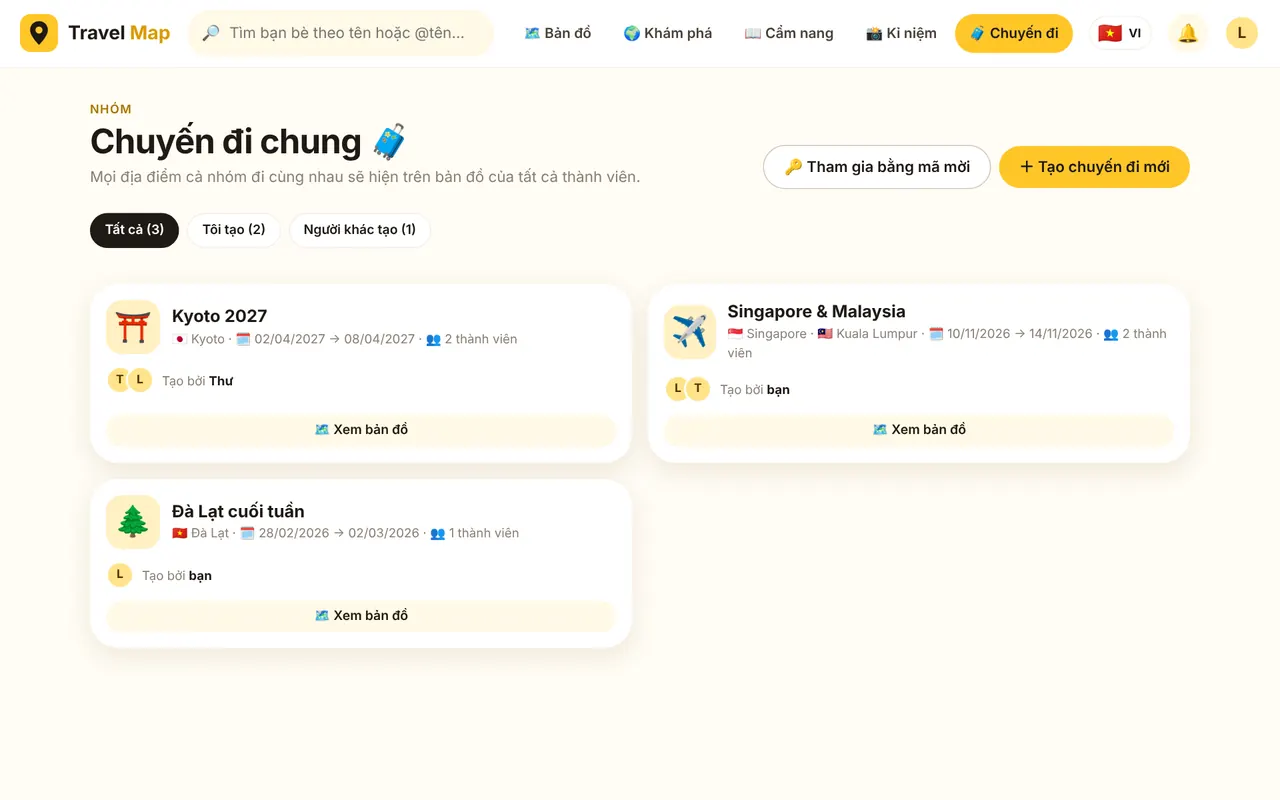 Travel Map
Tìm bạn bè theo tên hoặc @tên...
Bản đồ
Khám phá
Cẩm nang
Kỉ niệm
Chuyến đi
VI
L
NHÓM
Chuyến đi chung
Mọi địa điểm cả nhóm đi cùng nhau sẽ hiện trên bản đồ của tất cả thành viên.
Tham gia bằng mã mời
+ Tạo chuyến đi mới
Tất cả (3)
Tôi tạo (2)
Người khác tạo (1)
Kyoto 2027
Kyoto · 02/04/2027 → 08/04/2027 · 2 thành viên
T L Tạo bởi Thư
Xem bản đồ
Singapore & Malaysia
Singapore · Kuala Lumpur · 10/11/2026 → 14/11/2026 · 2 thành
viên
L T Tạo bởi bạn
Xem bản đồ
Đà Lạt cuối tuần
Đà Lạt · 28/02/2026 → 02/03/2026 · 1 thành viên
L Tạo bởi bạn
Xem bản đồ